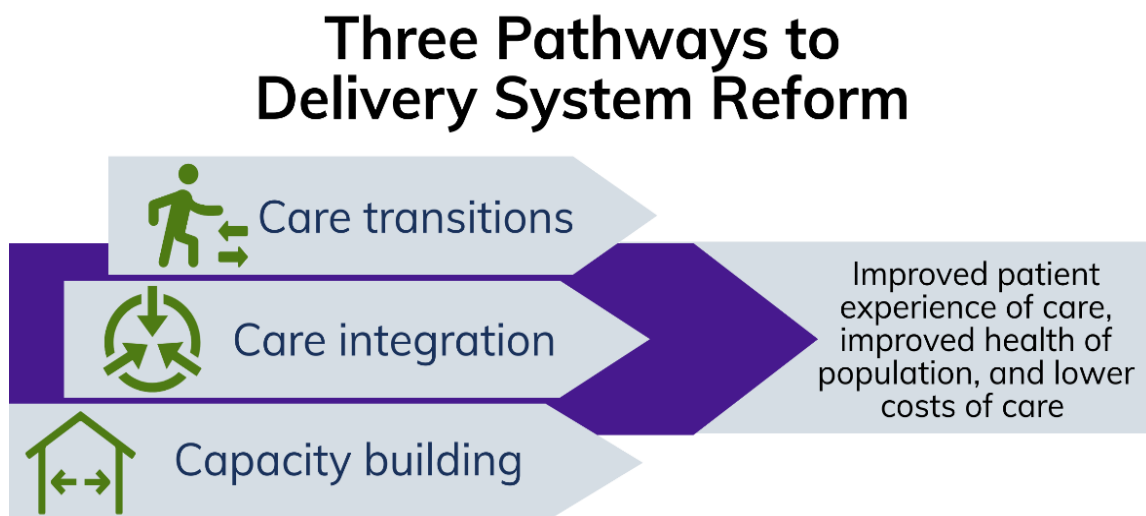 Three Pathways to
Delivery System Reform
Care transitions
Care integration
Capacity building
Improved patient
experience of care,
improved health of
population, and lower
costs of care